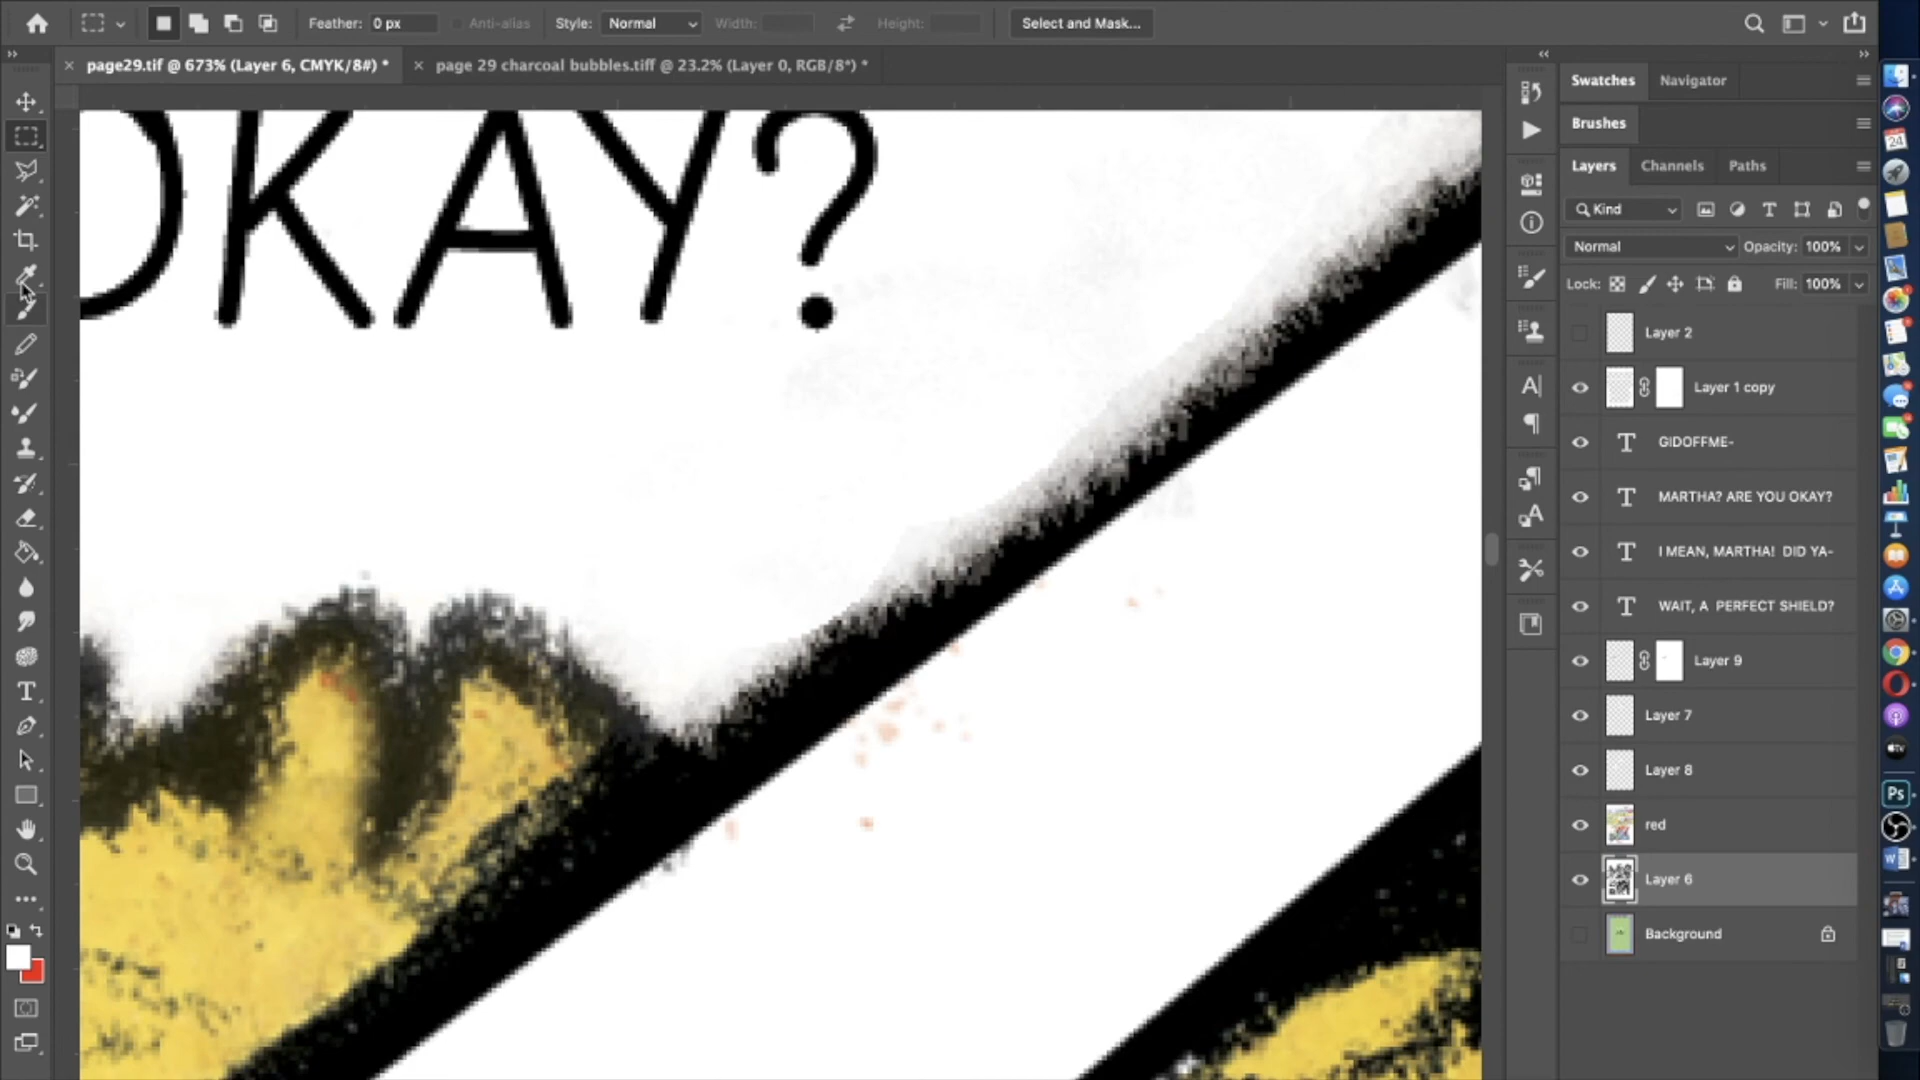 Feather: 0 px
Anti-alias
Style: Normal
Width:
Height:
Select and Mask...
× page29.tif @ 673% (Layer 6, CMYK/8#) *
× page 29 charcoal bubbles.tiff @ 23.2% (Layer 0, RGB/8*) *
OKAY?
Swatches Navigator
Brushes
Layers Channels Paths
Kind
Normal Opacity: 100%
Lock: Fill: 100%
Layer 2
Layer 1 copy
T GIDOFFME-
T MARTHA? ARE YOU OKAY?
T I MEAN, MARTHA! DID YA-
T WAIT, A PERFECT SHIELD?
Layer 9
Layer 7
Layer 8
red
Layer 6
Background
24
Ps